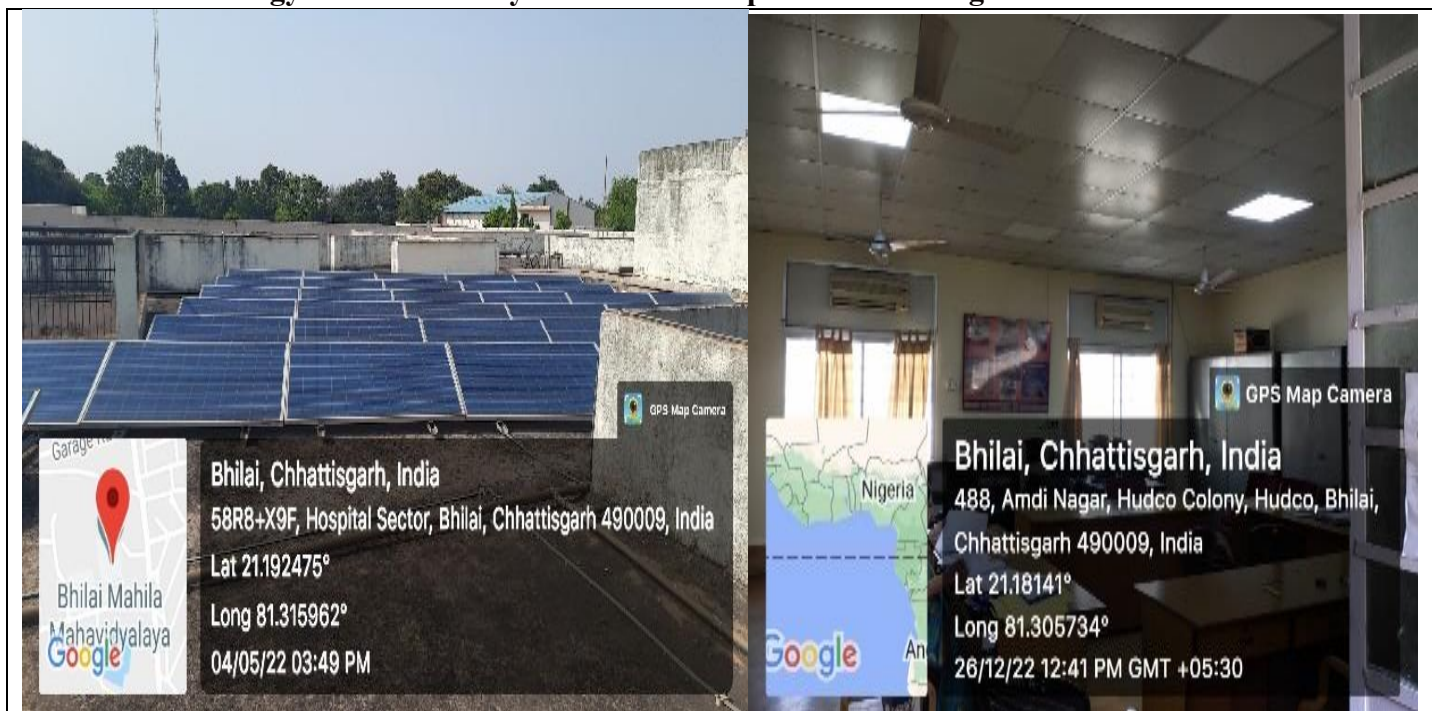 GPS Map Camera
Bhilai, Chhattisgarh, India
58R8+X9F, Hospital Sector, Bhilai, Chhattisgarh 490009, India
Lat 21.192475°
Long 81.315962°
04/05/22 03:49 PM
Garage
Bhilai Mahila
Mahavidyalaya
Google
GPS Map Camera
Bhilai, Chhattisgarh, India
488, Amdi Nagar, Hudco Colony, Hudco, Bhilai,
Chhattisgarh 490009, India
Lat 21.18141°
Long 81.305734°
26/12/22 12:41 PM GMT +05:30
Nigeria
Google